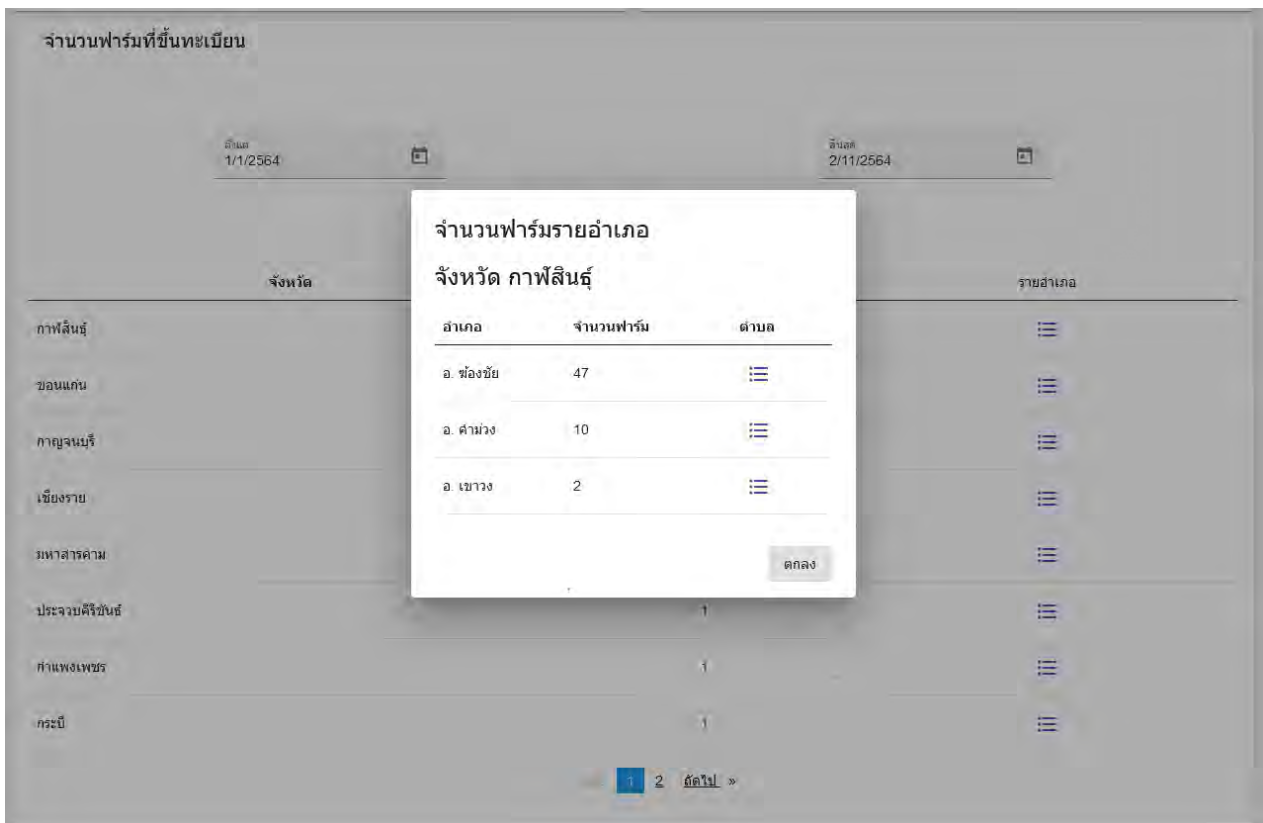 จำนวนฟาร์มที่ขึ้นทะเบียน
1/1/2564
2/11/2564
จำนวนฟาร์มรายอำเภอ
จังหวัด กาฬสินธุ์
จังหวัด
รายอำเภอ
อำเภอ จำนวนฟาร์ม ตำบล
กาฬสินธุ์
อ. ฆ้องชัย 47
ขอนแก่น
อ. คำม่วง 10
กาญจนบุรี
อ. เขาวง 2
เชียงราย
มหาสารคาม
ตกลง
ประจวบคีรีขันธ์ 1
กำแพงเพชร 1
กระบี่ 1
1 2 ถัดไป »